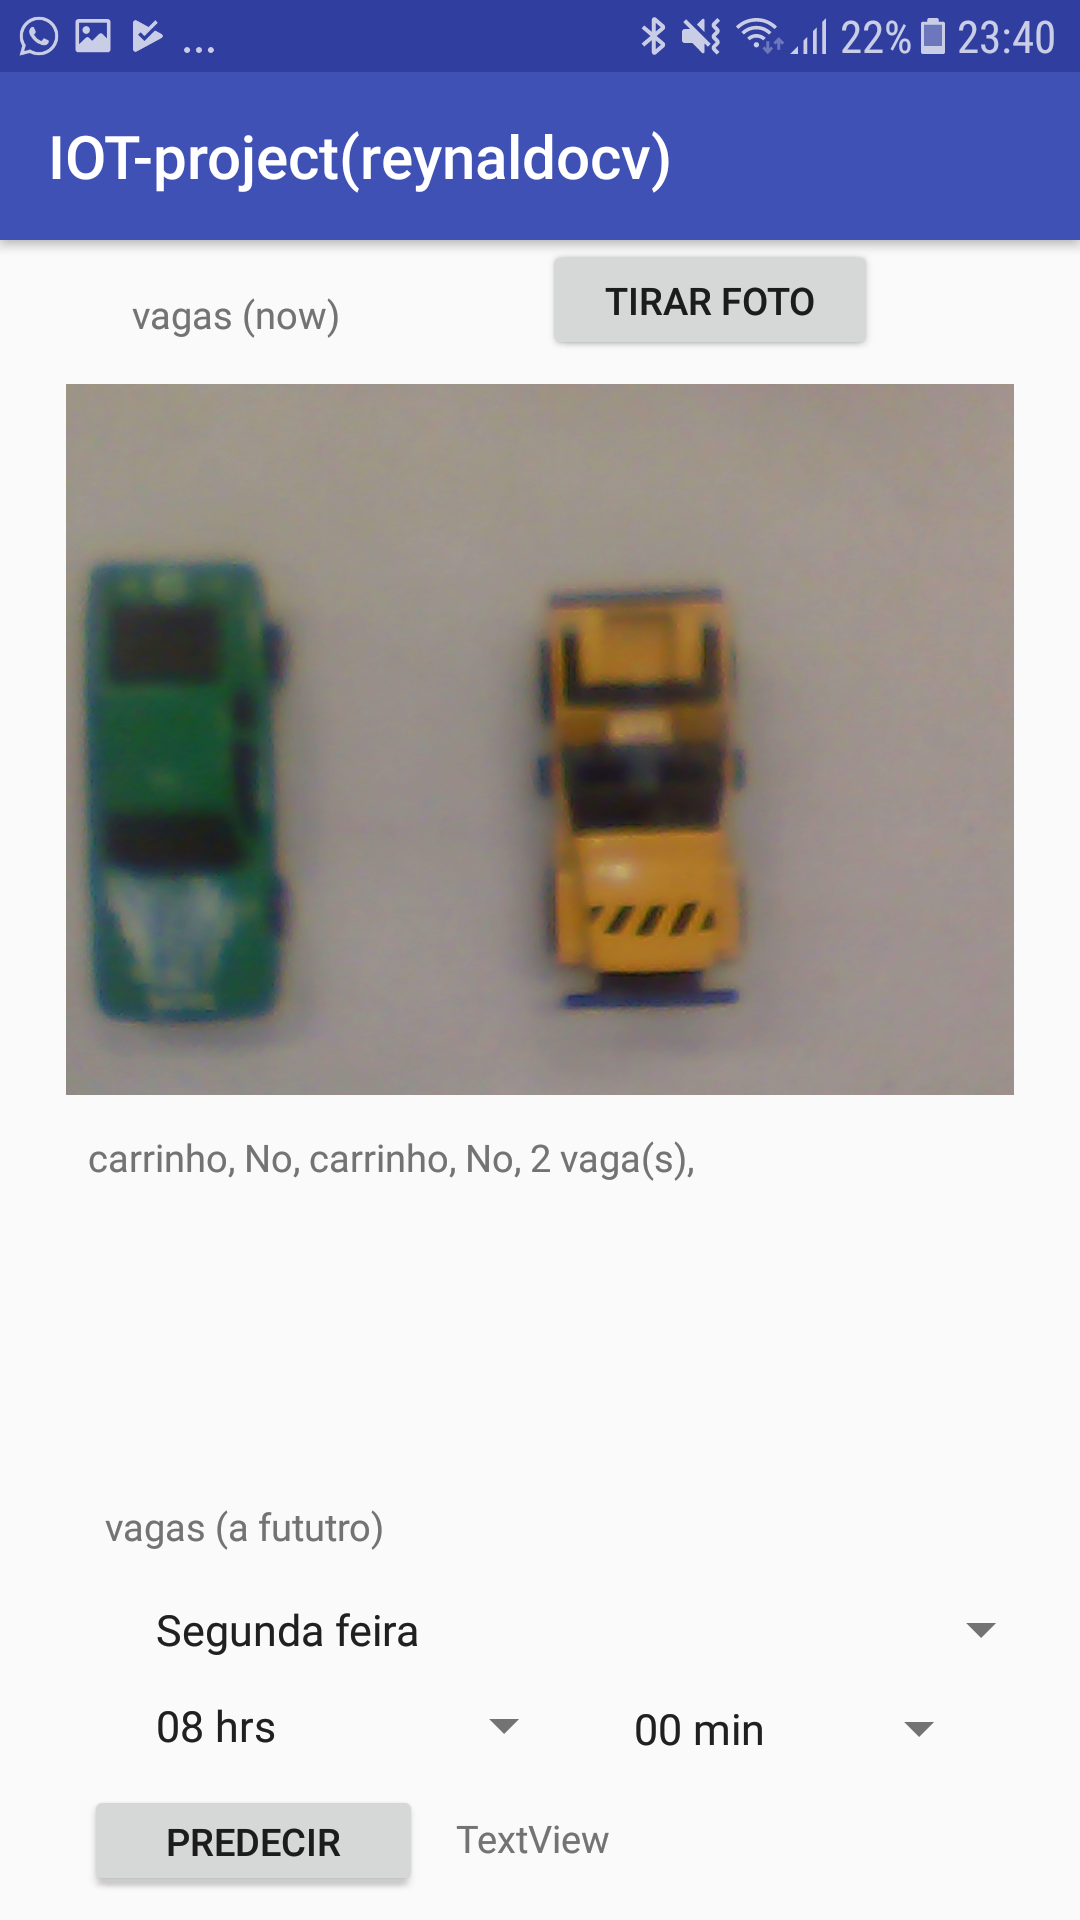 ... 22% 23:40
IOT-project(reynaldocv)
vagas (now) TIRAR FOTO
carrinho, No, carrinho, No, 2 vaga(s),
vagas (a fututro)
Segunda feira
08 hrs 00 min
PREDECIR TextView